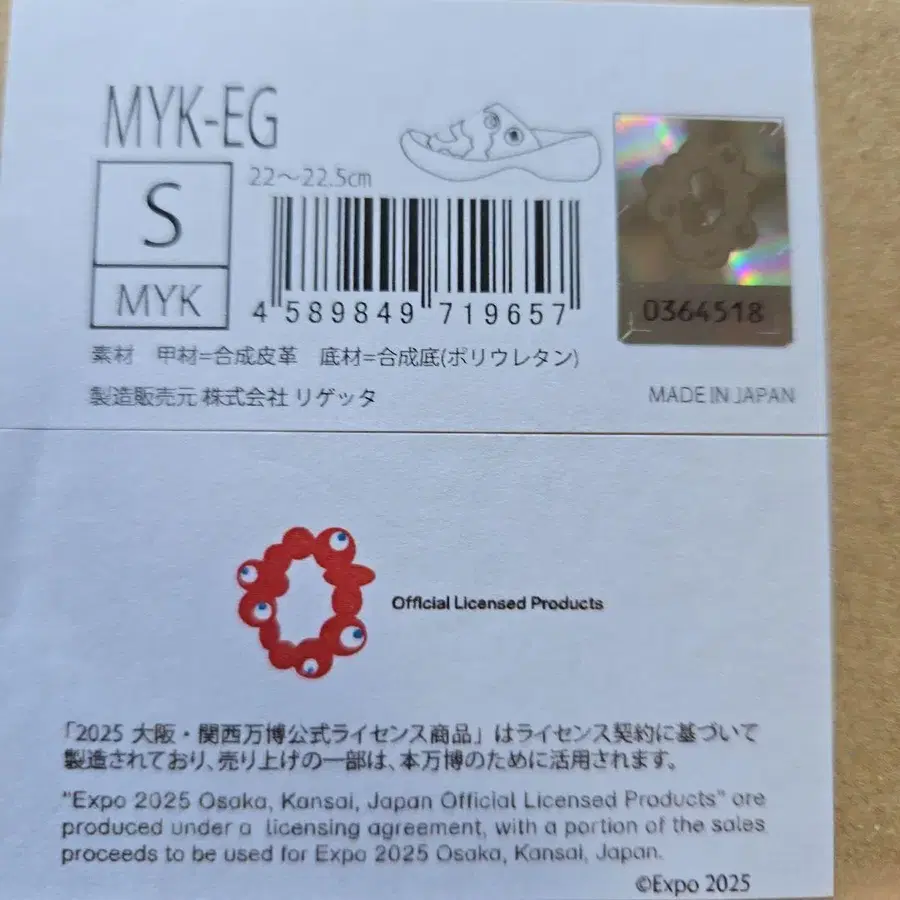 MYK-EG
S
22～22.5cm
MYK
4 589849 719657
0364518
素材 甲材=合成皮革 底材=合成底(ポリウレタン)
製造販売元 株式会社 リゲッタ
MADE IN JAPAN
Official Licensed Products
「2025 大阪・関西万博公式ライセンス商品」はライセンス契約に基づいて
製造されており、売り上げの一部は、本万博のために活用されます。
"Expo 2025 Osaka, Kansai, Japan Official Licensed Products" are
produced under a licensing agreement, with a portion of the sales
proceeds to be used for Expo 2025 Osaka, Kansai, Japan.
©Expo 2025